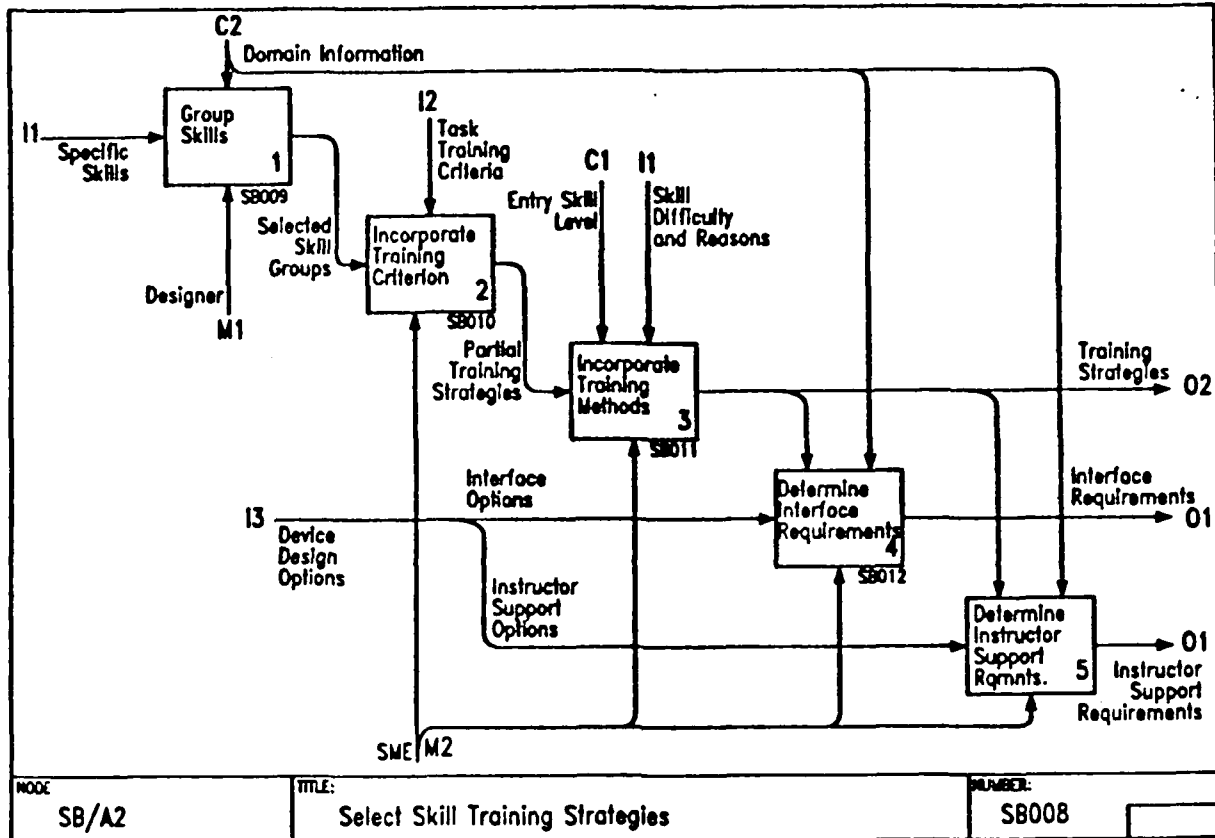 C2
Domain Information
Group
Skills
1
SB009
I1
Specific
Skills
I2
Task
Training
Criteria
C1
I1
Entry Skill
Level
Skill
Difficulty
and Reasons
Selected
Skill
Groups
Incorporate
Training
Criterion
2
SB010
Designer
M1
Partial
Training
Strategies
Incorporate
Training
Methods
3
SB011
Training
Strategies
O2
Interface
Options
Determine
Interface
Requirements
4
SB012
Interface
Requirements
O1
I3
Device
Design
Options
Instructor
Support
Options
Determine
Instructor
Support
Rqmnts.
5
O1
Instructor
Support
Requirements
SME M2
NODE
SB/A2
TITLE:
Select Skill Training Strategies
NUMBER:
SB008